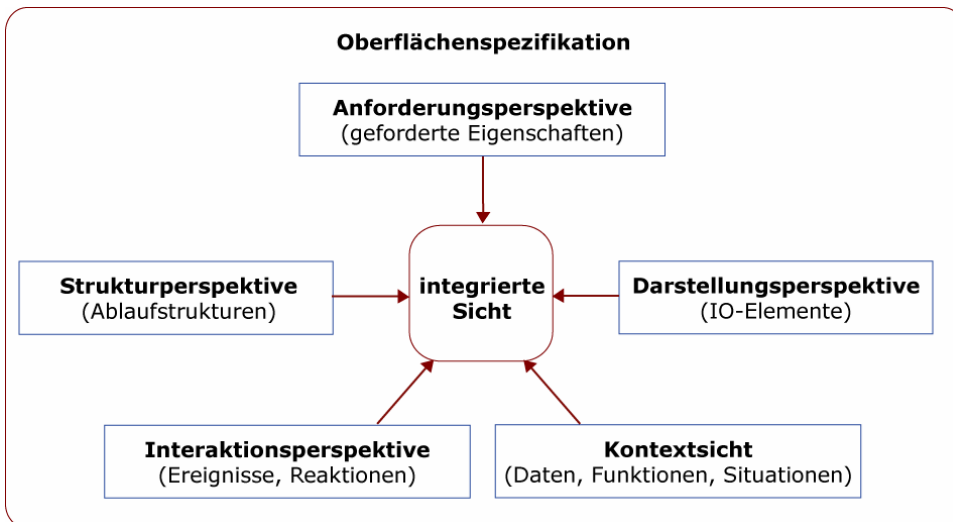 Oberflächenspezifikation
Anforderungsperspektive
(geforderte Eigenschaften)
Strukturperspektive
(Ablaufstrukturen)
integrierte
Sicht
Darstellungsperspektive
(IO-Elemente)
Interaktionsperspektive
(Ereignisse, Reaktionen)
Kontextsicht
(Daten, Funktionen, Situationen)